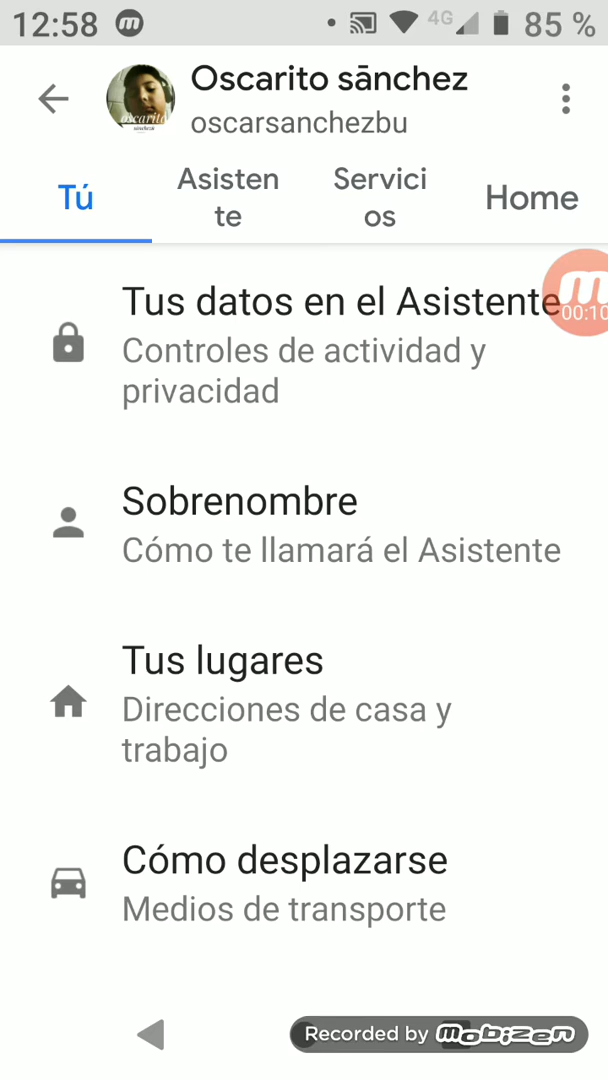 12:58 m 4G 85 %
Oscarito sānchez
oscarito
sanchezk
oscarsanchezbu
Tú
Asisten
te
Servici
os
Home
Tus datos en el Asistente
Controles de actividad y
privacidad
m
00:10
Sobrenombre
Cómo te llamará el Asistente
Tus lugares
Direcciones de casa y
trabajo
Cómo desplazarse
Medios de transporte
Recorded by mobizen